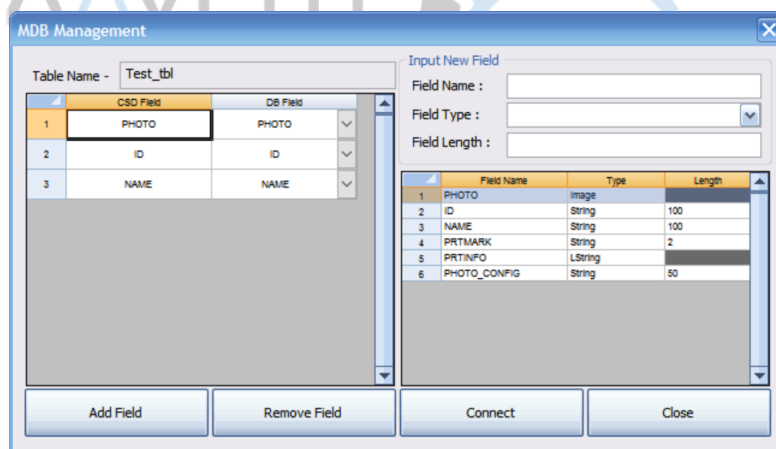 MDB Management
Table Name - Test_tbl
CSD Field DB Field
1 PHOTO PHOTO
2 ID ID
3 NAME NAME
Input New Field
Field Name :
Field Type :
Field Length :
Field Name Type Length
1 PHOTO Image
2 ID String 100
3 NAME String 100
4 PRTMARK String 2
5 PRTINFO LString
6 PHOTO_CONFIG String 50
Add Field Remove Field Connect Close